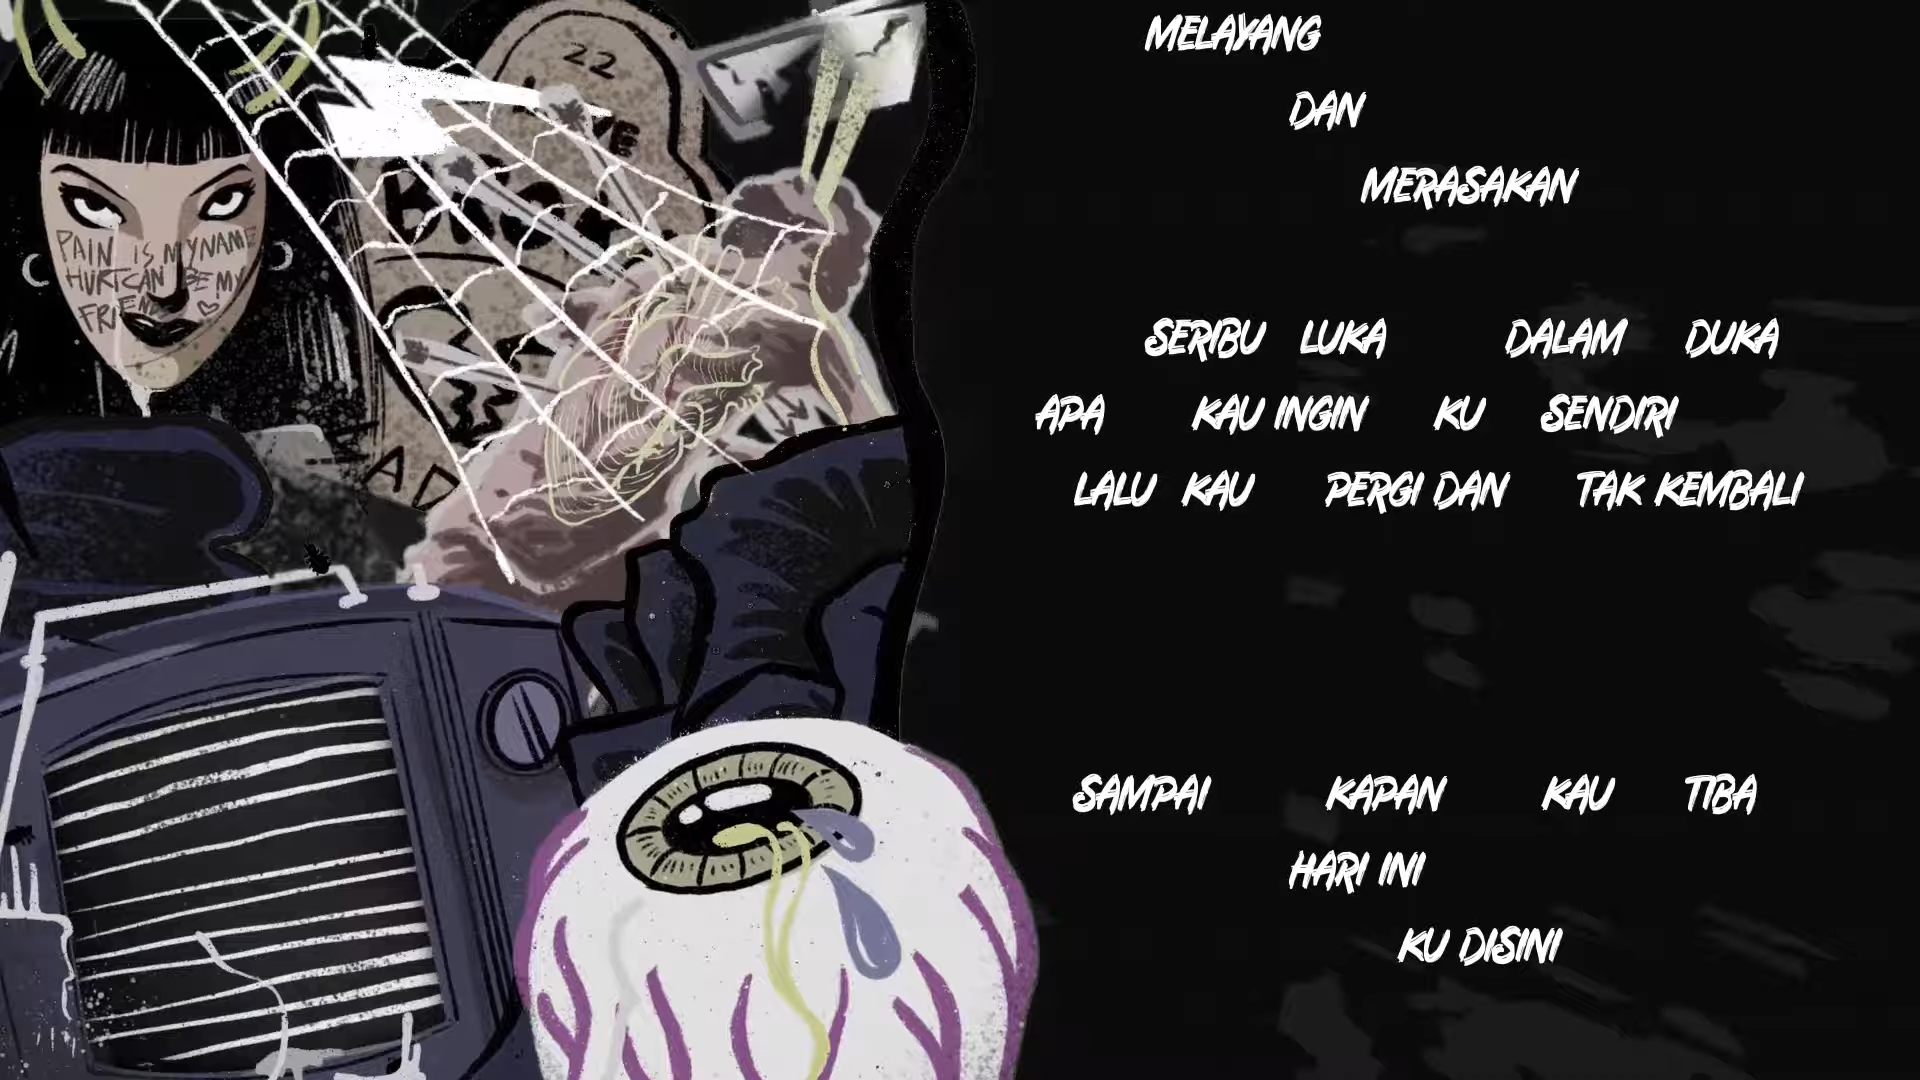 22
PAIN IS MY NAME
HURT CAN BE MY
FRIEND
AD
MELAYANG
DAN
MERASAKAN
SERIBU LUKA DALAM DUKA
APA KAU INGIN KU SENDIRI
LALU KAU PERGI DAN TAK KEMBALI
SAMPAI KAPAN KAU TIBA
HARI INI
KU DISINI